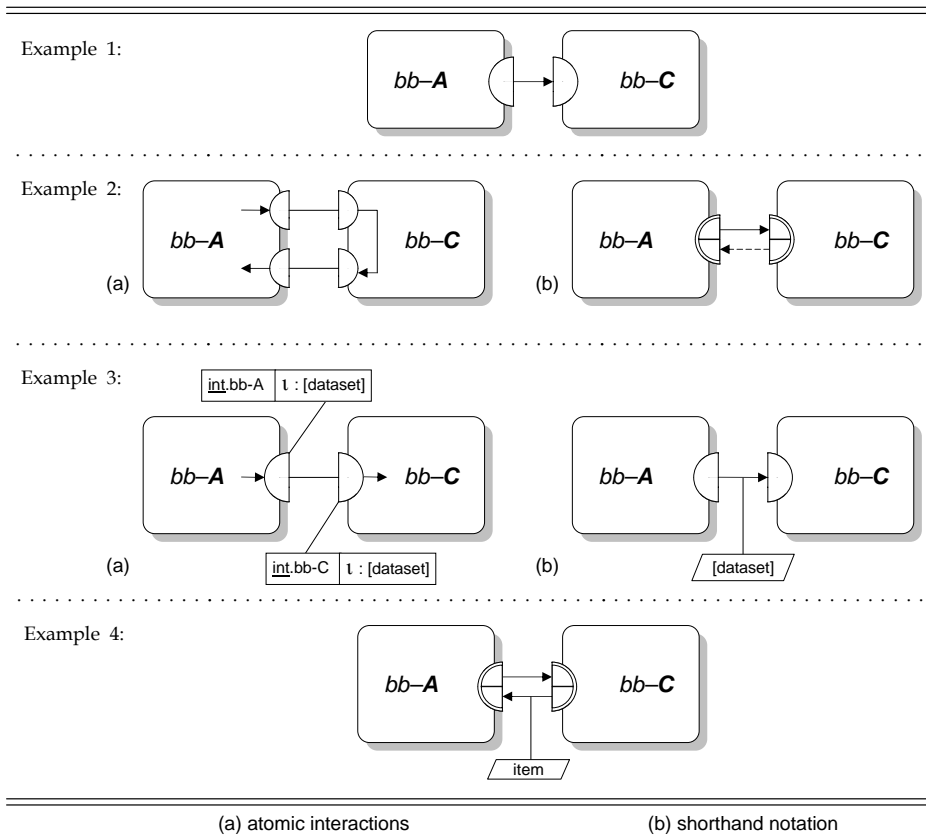 Example 1:
bb–A
bb–C
Example 2:
bb–A
bb–C
(a)
bb–A
bb–C
(b)
Example 3:
int.bb-A ι : [dataset]
bb–A
bb–C
(a)
int.bb-C ι : [dataset]
bb–A
bb–C
(b)
[dataset]
Example 4:
bb–A
bb–C
item
(a) atomic interactions
(b) shorthand notation